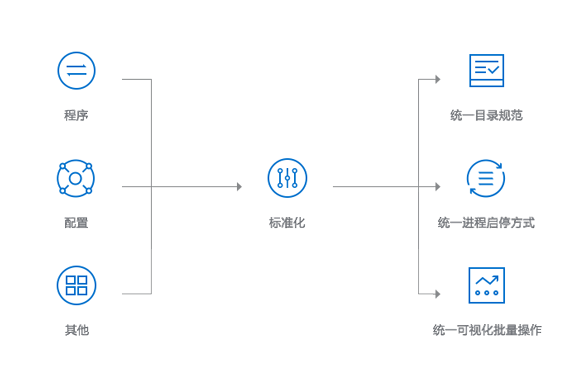 程序
统一目录规范
配置
标准化
统一进程启停方式
其他
统一可视化批量操作